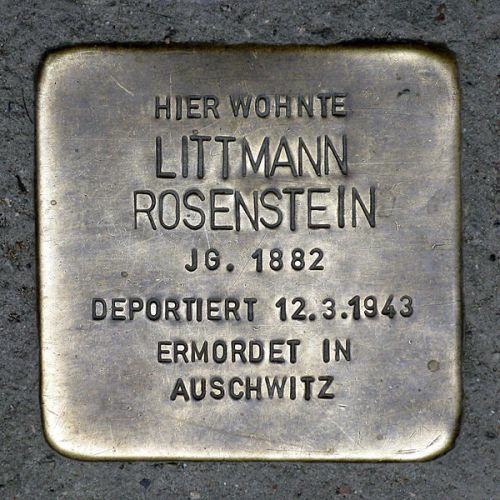 HIER WOHNTE
LITTMANN
ROSENSTEIN
JG. 1882
DEPORTIERT 12.3.1943
ERMORDET IN
AUSCHWITZ